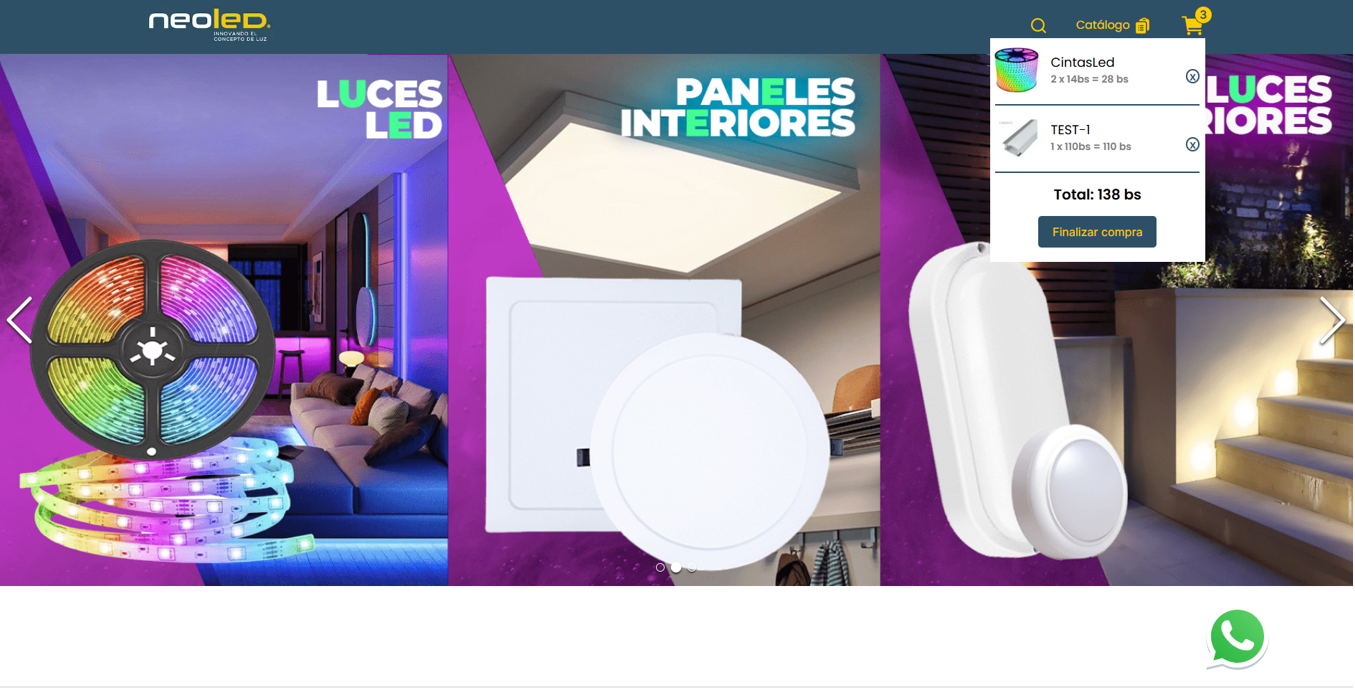 neoLED.
INNOVANDO EL
CONCEPTO DE LUZ
Catálogo
3
CintasLed
2 x 14bs = 28 bs
x
TEST-1
1 x 110bs = 110 bs
x
Total: 138 bs
Finalizar compra
LUCES
LED
PANELES
INTERIORES
LUCES
RIORES